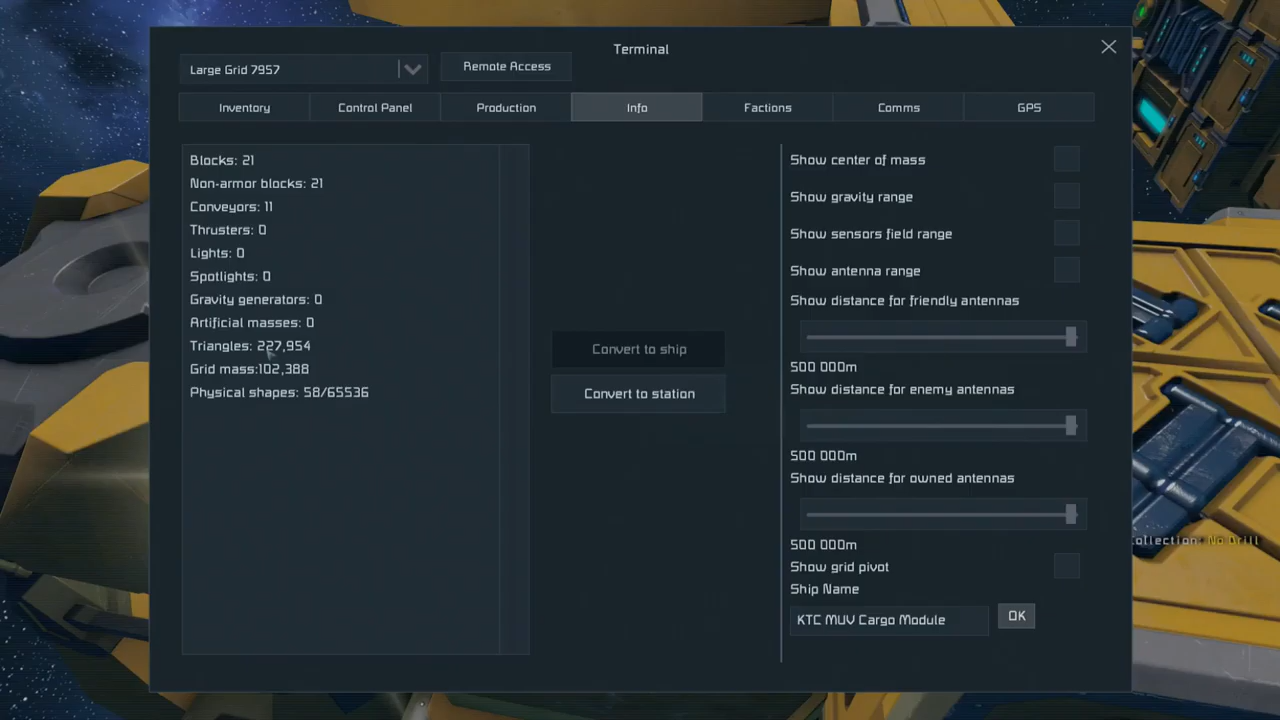 Terminal
Large Grid 7957
Remote Access
Inventory
Control Panel
Production
Info
Factions
Comms
GPS
Blocks: 21
Non-armor blocks: 21
Conveyors: 11
Thrusters: 0
Lights: 0
Spotlights: 0
Gravity generators: 0
Artificial masses: 0
Triangles: 227,954
Grid mass:102,388
Physical shapes: 58/65536
Convert to ship
Convert to station
Show center of mass
Show gravity range
Show sensors field range
Show antenna range
Show distance for friendly antennas
500 000m
Show distance for enemy antennas
500 000m
Show distance for owned antennas
500 000m
Show grid pivot
Ship Name
KTC MUV Cargo Module
OK
ollection: No Drill